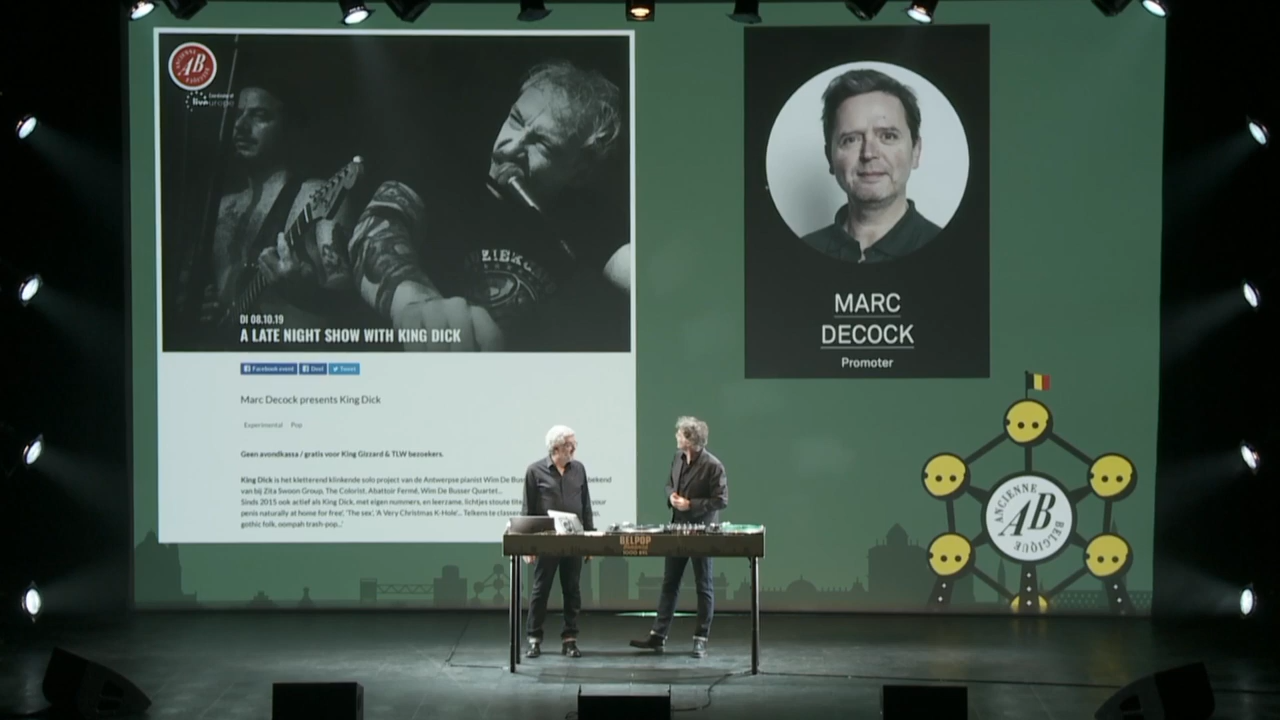 ANCIENNE
AB
BELGIQUE
live
europe
DI 08.10.19
A LATE NIGHT SHOW WITH KING DICK
Facebook event
Deel
Tweet
Marc Decock presents King Dick
Experimental Pop
Geen avondkassa / gratis voor King Gizzard & TLW bezoekers.
King Dick is het kletterend klinkende solo project van de Antwerpse pianist Wim De Bus
bekend
van bij Zita Swoon Group, The Colorist, Abattoir Fermé, Wim De Busser Quartet...
Sinds 2015 ook actief als King Dick, met eigen nummers, en leerzame, lichtjes stoute
your
penis naturally at home for free', 'The sex', 'A Very Christmas K-Hole'... Telkens te
gothic folk, oompah trash-pop...'
MARC
DECOCK
Promoter
BELPOP
ANCIENNE
AB
BELGIQUE